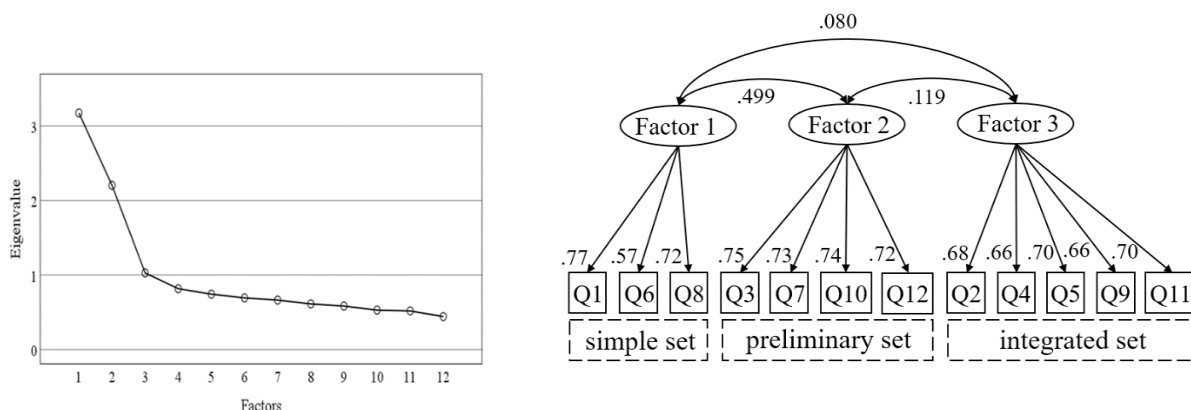 Eigenvalue
3
2
1
0
1 2 3 4 5 6 7 8 9 10 11 12
Factors
.080
.499 .119
Factor 1 Factor 2 Factor 3
.77 .57 .72 .75 .73 .74 .72 .68 .66 .70 .66 .70
Q1 Q6 Q8 Q3 Q7 Q10 Q12 Q2 Q4 Q5 Q9 Q11
simple set preliminary set integrated set